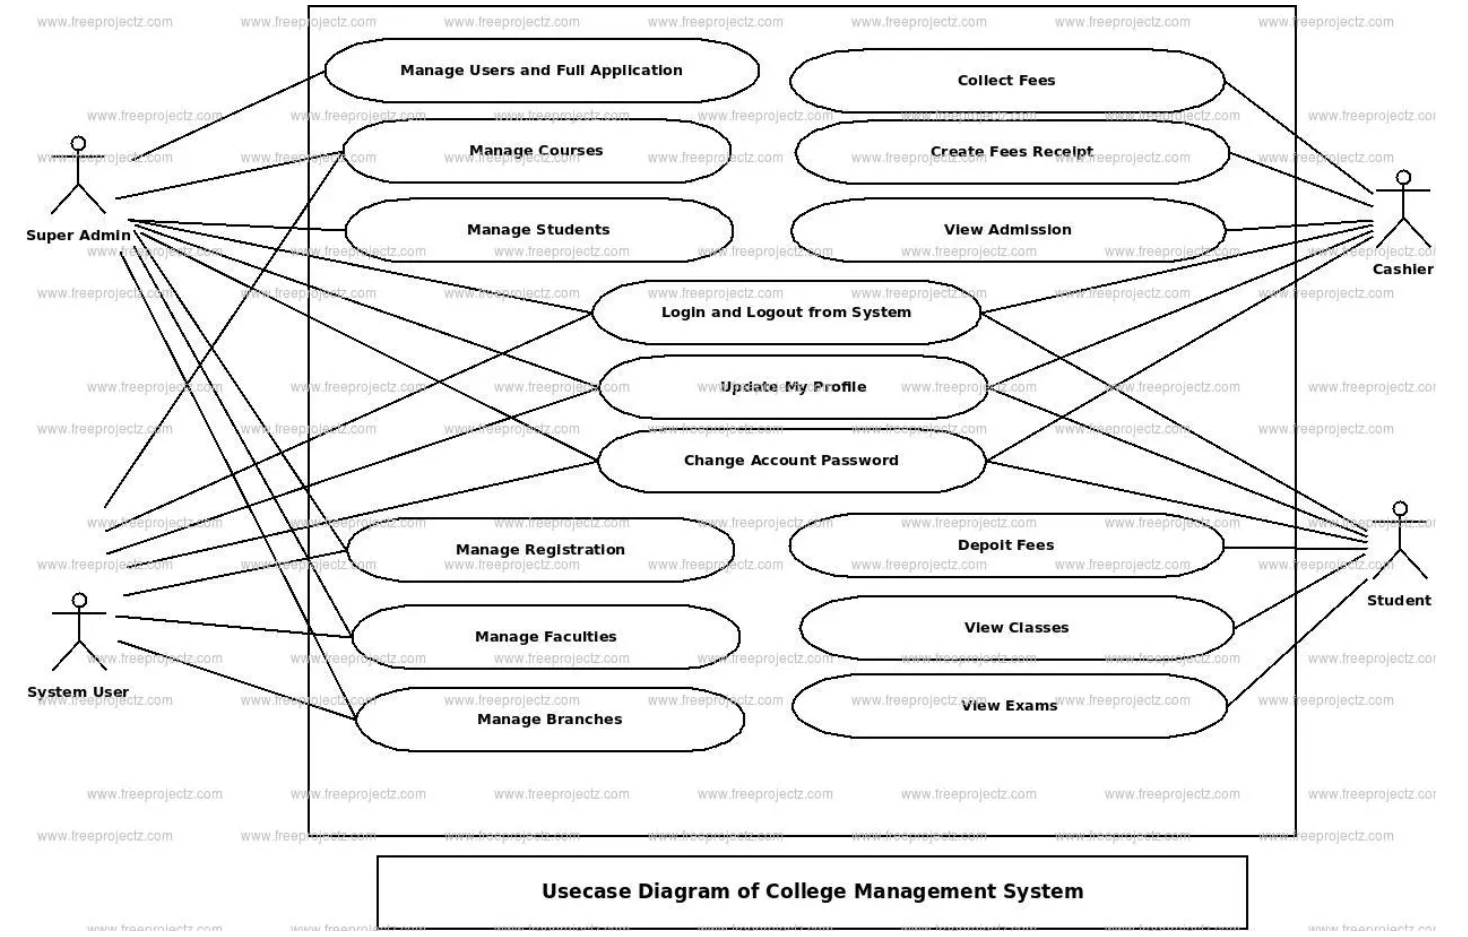 Manage Users and Full Application
Collect Fees
Manage Courses
Create Fees Receipt
Super Admin
Manage Students
View Admission
Cashier
Login and Logout from System
Update My Profile
Change Account Password
Manage Registration
Depoit Fees
Student
Manage Faculties
View Classes
System User
Manage Branches
View Exams
Usecase Diagram of College Management System
www.freeprojectz.com